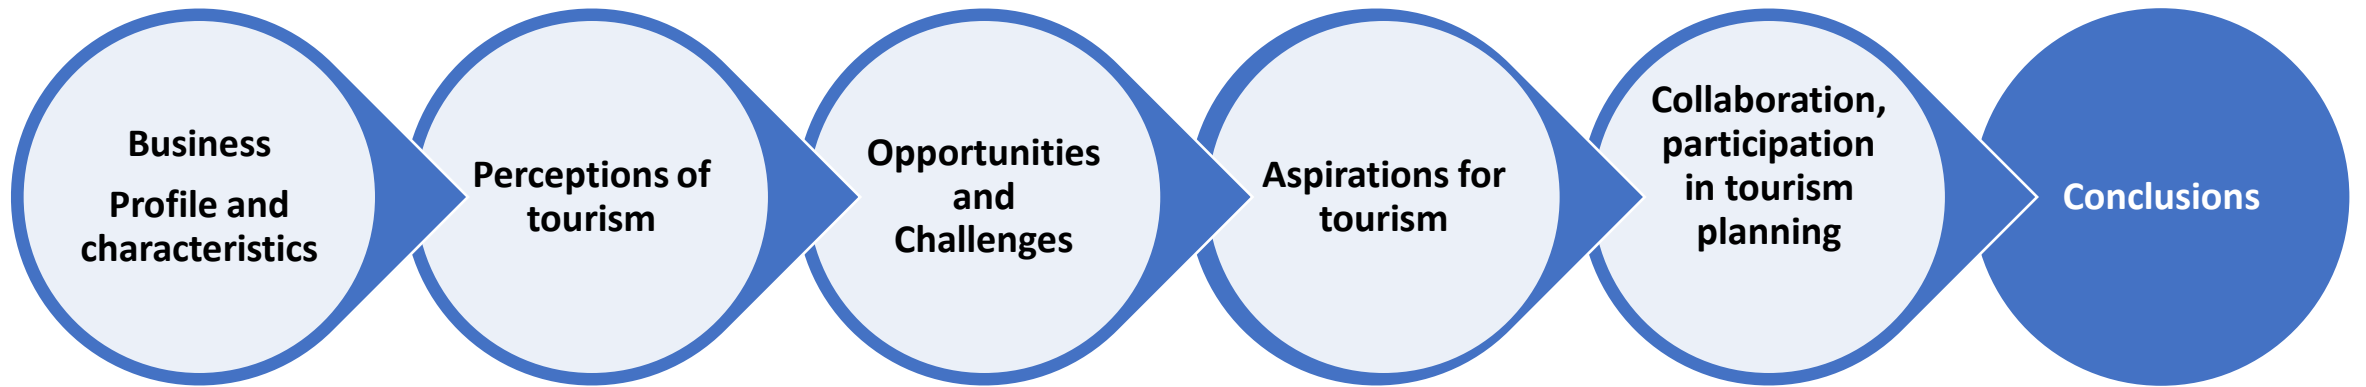 Business
Profile and
characteristics
Perceptions of
tourism
Opportunities
and
Challenges
Aspirations for
tourism
Collaboration,
participation
in tourism
planning
Conclusions